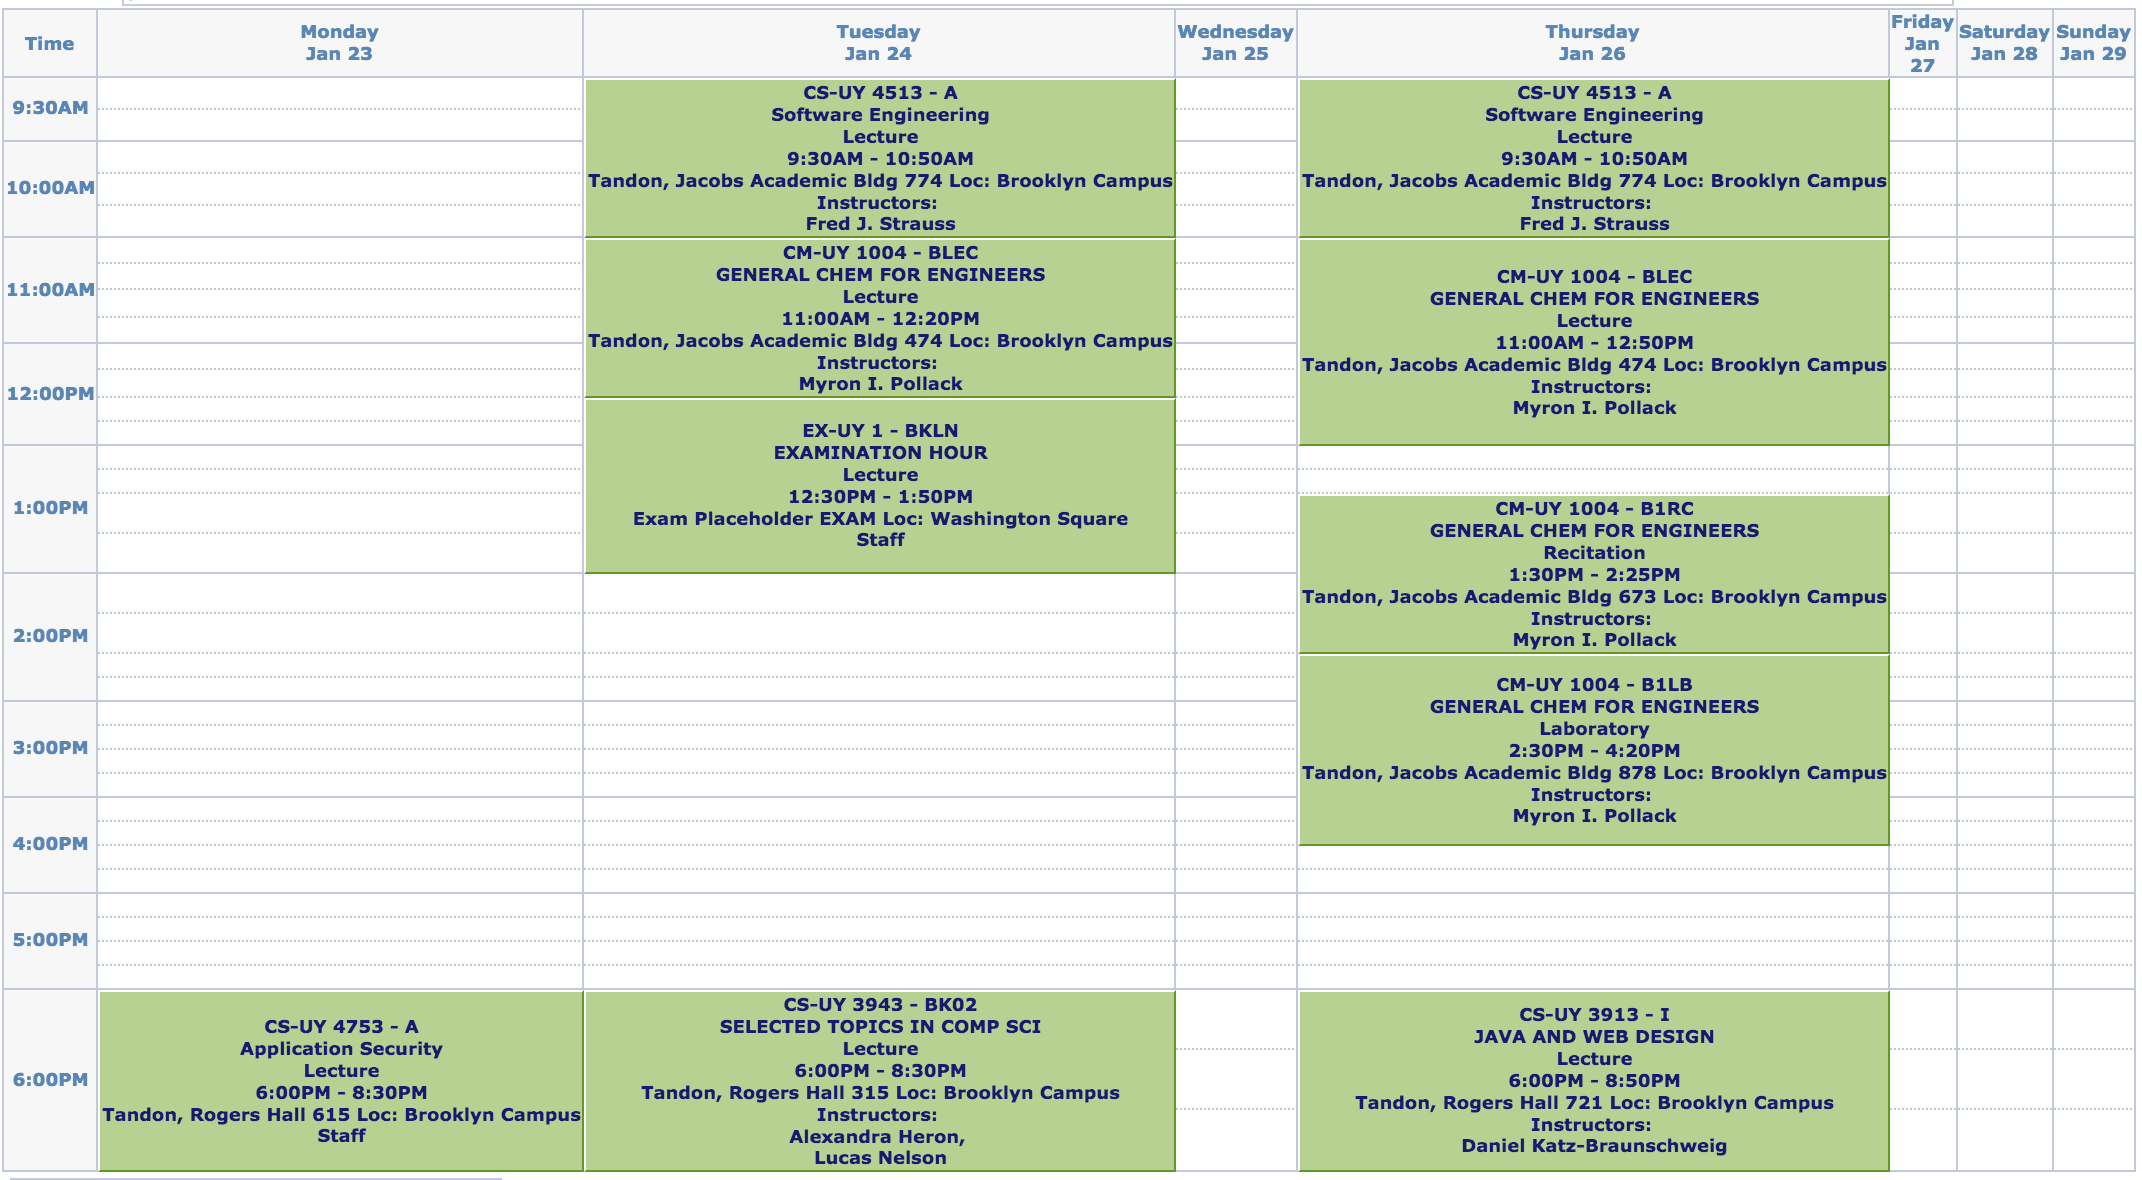 Time
Monday
Jan 23
Tuesday
Jan 24
Wednesday
Jan 25
Thursday
Jan 26
Friday
Jan
27
Saturday
Jan 28
Sunday
Jan 29
9:30AM
10:00AM
11:00AM
12:00PM
1:00PM
2:00PM
3:00PM
4:00PM
5:00PM
6:00PM
CS-UY 4753 - A
Application Security
Lecture
6:00PM - 8:30PM
Tandon, Rogers Hall 615 Loc: Brooklyn Campus
Staff
CS-UY 4513 - A
Software Engineering
Lecture
9:30AM - 10:50AM
Tandon, Jacobs Academic Bldg 774 Loc: Brooklyn Campus
Instructors:
Fred J. Strauss
CM-UY 1004 - BLEC
GENERAL CHEM FOR ENGINEERS
Lecture
11:00AM - 12:20PM
Tandon, Jacobs Academic Bldg 474 Loc: Brooklyn Campus
Instructors:
Myron I. Pollack
EX-UY 1 - BKLN
EXAMINATION HOUR
Lecture
12:30PM - 1:50PM
Exam Placeholder EXAM Loc: Washington Square
Staff
CS-UY 3943 - BK02
SELECTED TOPICS IN COMP SCI
Lecture
6:00PM - 8:30PM
Tandon, Rogers Hall 315 Loc: Brooklyn Campus
Instructors:
Alexandra Heron,
Lucas Nelson
CS-UY 4513 - A
Software Engineering
Lecture
9:30AM - 10:50AM
Tandon, Jacobs Academic Bldg 774 Loc: Brooklyn Campus
Instructors:
Fred J. Strauss
CM-UY 1004 - BLEC
GENERAL CHEM FOR ENGINEERS
Lecture
11:00AM - 12:50PM
Tandon, Jacobs Academic Bldg 474 Loc: Brooklyn Campus
Instructors:
Myron I. Pollack
CM-UY 1004 - B1RC
GENERAL CHEM FOR ENGINEERS
Recitation
1:30PM - 2:25PM
Tandon, Jacobs Academic Bldg 673 Loc: Brooklyn Campus
Instructors:
Myron I. Pollack
CM-UY 1004 - B1LB
GENERAL CHEM FOR ENGINEERS
Laboratory
2:30PM - 4:20PM
Tandon, Jacobs Academic Bldg 878 Loc: Brooklyn Campus
Instructors:
Myron I. Pollack
CS-UY 3913 - I
JAVA AND WEB DESIGN
Lecture
6:00PM - 8:50PM
Tandon, Rogers Hall 721 Loc: Brooklyn Campus
Instructors:
Daniel Katz-Braunschweig